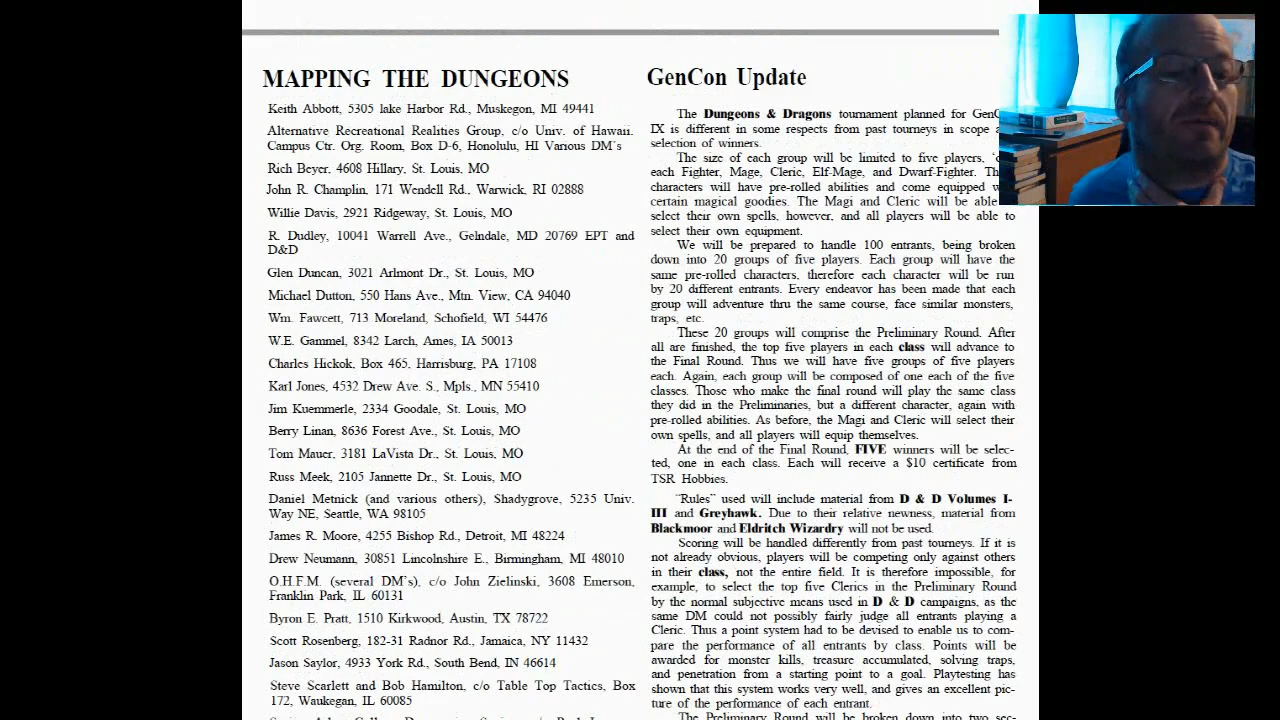 MAPPING THE DUNGEONS
Keith Abbott, 5305 lake Harbor Rd., Muskegon, MI 49441
Alternative Recreational Realities Group, c/o Univ. of Hawaii.
Campus Ctr. Org. Room, Box D-6, Honolulu, HI Various DM's
Rich Beyer, 4608 Hillary, St. Louis, MO
John R. Champlin, 171 Wendell Rd., Warwick, RI 02888
Willie Davis, 2921 Ridgeway, St. Louis, MO
R. Dudley, 10041 Warrell Ave., Gelndale, MD 20769 EPT and
D&D
Glen Duncan, 3021 Arlmont Dr., St. Louis, MO
Michael Dutton, 550 Hans Ave., Mtn. View, CA 94040
Wm. Fawcett, 713 Moreland, Schofield, WI 54476
W.E. Gammel, 8342 Larch, Ames, IA 50013
Charles Hickok, Box 465, Harrisburg, PA 17108
Karl Jones, 4532 Drew Ave. S., Mpls., MN 55410
Jim Kuemmerle, 2334 Goodale, St. Louis, MO
Berry Linan, 8636 Forest Ave., St. Louis, MO
Tom Mauer, 3181 LaVista Dr., St. Louis, MO
Russ Meek, 2105 Jannette Dr., St. Louis, MO
Daniel Metnick (and various others), Shadygrove, 5235 Univ.
Way NE, Seattle, WA 98105
James R. Moore, 4255 Bishop Rd., Detroit, MI 48224
Drew Neumann, 30851 Lincolnshire E., Birmingham, MI 48010
O.H.F.M. (several DM's), c/o John Zielinski, 3608 Emerson,
Franklin Park, IL 60131
Byron E. Pratt, 1510 Kirkwood, Austin, TX 78722
Scott Rosenberg, 182-31 Radnor Rd., Jamaica, NY 11432
Jason Saylor, 4933 York Rd., South Bend, IN 46614
Steve Scarlett and Bob Hamilton, c/o Table Top Tactics, Box
172, Waukegan, IL 60085
GenCon Update
The Dungeons & Dragons tournament planned for
IX is different in some respects from past tourneys in scope
selection of winners.
The size of each group will be limited to five players,
each Fighter, Mage, Cleric, Elf-Mage, and Dwarf-Fighter.
characters will have pre-rolled abilities and come equipped
certain magical goodies. The Magi and Cleric will be able
select their own spells, however, and all players will be able to
select their own equipment.
We will be prepared to handle 100 entrants, being broken
down into 20 groups of five players. Each group will have the
same pre-rolled characters, therefore each character will be run
by 20 different entrants. Every endeavor has been made that each
group will adventure thru the same course, face similar monsters,
traps, etc.
These 20 groups will comprise the Preliminary Round. After
all are finished, the top five players in each class will advance to
the Final Round. Thus we will have five groups of five players
each. Again, each group will be composed of one each of the five
classes. Those who make the final round will play the same class
they did in the Preliminaries, but a different character, again with
pre-rolled abilities. As before, the Magi and Cleric will select their
own spells, and all players will equip themselves.
At the end of the Final Round, FIVE winners will be selec-
ted, one in each class. Each will receive a $10 certificate from
TSR Hobbies.
"Rules" used will include material from D & D Volumes I-
III and Greyhawk. Due to their relative newness, material from
Blackmoor and Eldritch Wizardry will not be used.
Scoring will be handled differently from past tourneys. If it is
not already obvious, players will be competing only against others
in their class, not the entire field. It is therefore impossible, for
example, to select the top five Clerics in the Preliminary Round
by the normal subjective means used in D & D campaigns, as the
same DM could not possibly fairly judge all entrants playing a
Cleric. Thus a point system had to be devised to enable us to com-
pare the performance of all entrants by class. Points will be
awarded for monster kills, treasure accumulated, solving traps,
and penetration from a starting point to a goal. Playtesting has
shown that this system works very well, and gives an excellent pic-
ture of the performance of each entrant.
The Preliminary Round will be broken down into two sec-